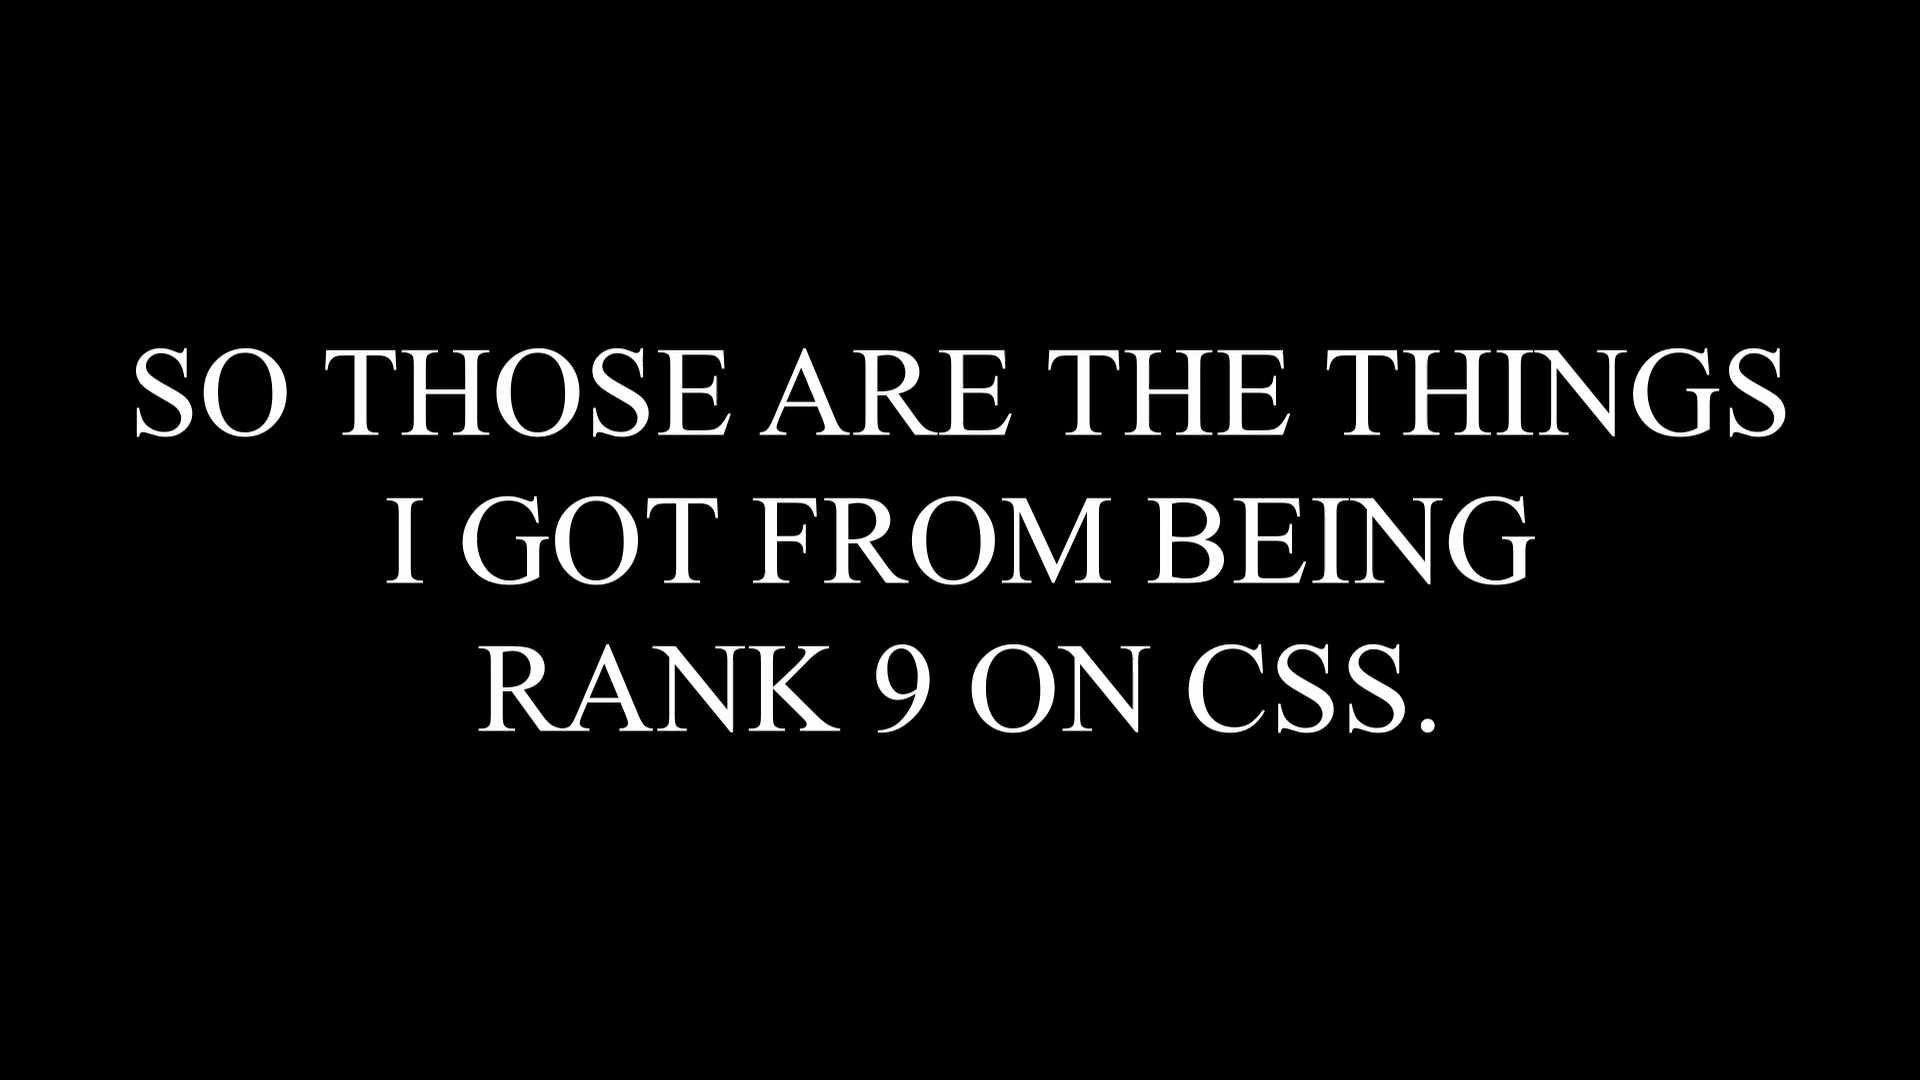 SO THOSE ARE THE THINGS
I GOT FROM BEING
RANK 9 ON CSS.